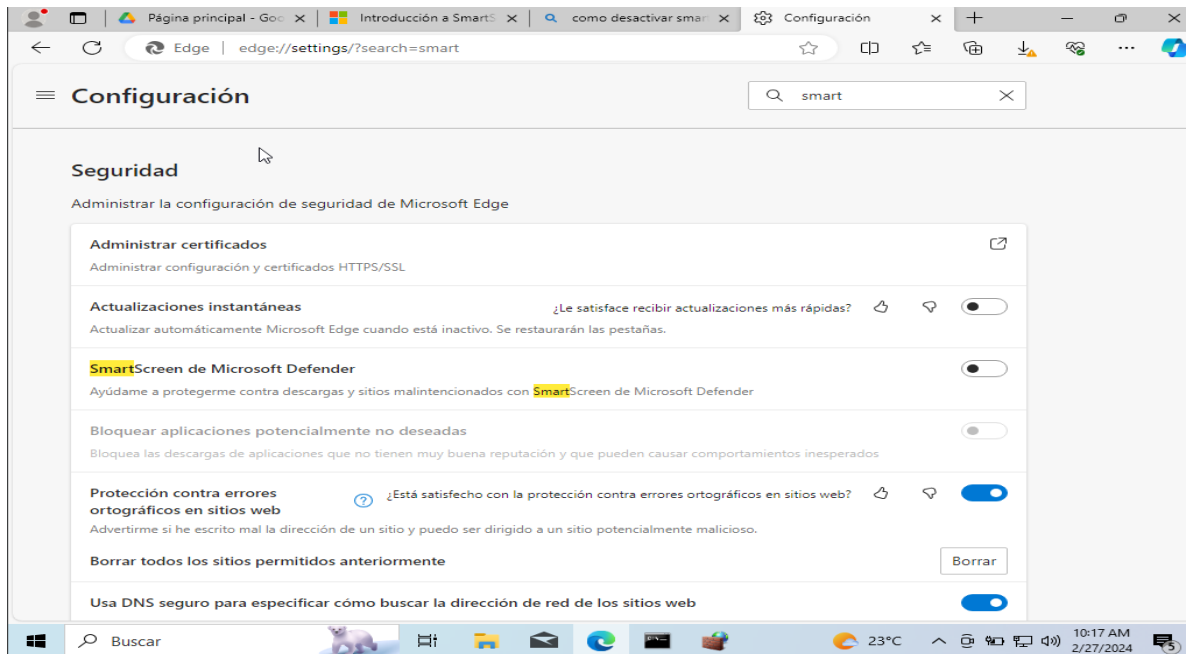 Página principal - Goo
Introducción a SmartS
como desactivar smar
Configuración
Edge
edge://settings/?search=smart
Configuración
smart
Seguridad
Administrar la configuración de seguridad de Microsoft Edge
Administrar certificados
Administrar configuración y certificados HTTPS/SSL
Actualizaciones instantáneas
¿Le satisface recibir actualizaciones más rápidas?
Actualizar automáticamente Microsoft Edge cuando está inactivo. Se restaurarán las pestañas.
SmartScreen de Microsoft Defender
Ayúdame a protegerme contra descargas y sitios malintencionados con SmartScreen de Microsoft Defender
Bloquear aplicaciones potencialmente no deseadas
Bloquea las descargas de aplicaciones que no tienen muy buena reputación y que pueden causar comportamientos inesperados
Protección contra errores
ortográficos en sitios web
¿Está satisfecho con la protección contra errores ortográficos en sitios web?
Advertirme si he escrito mal la dirección de un sitio y puedo ser dirigido a un sitio potencialmente malicioso.
Borrar todos los sitios permitidos anteriormente
Borrar
Usa DNS seguro para especificar cómo buscar la dirección de red de los sitios web
Buscar
23°C
10:17 AM
2/27/2024
5